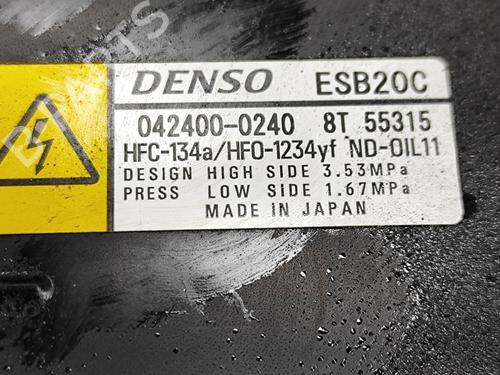 DENSO ESB20C
042400-0240 8T 55315
HFC-134a/HFO-1234yf ND-OIL11
DESIGN HIGH SIDE 3.53MPa
PRESS LOW SIDE 1.67MPa
MADE IN JAPAN